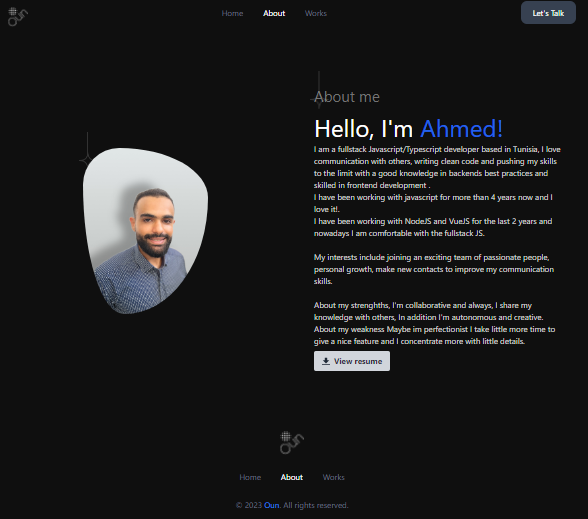 Oun
Home About Works
Let's Talk
About me
Hello, I'm Ahmed!
I am a fullstack Javascript/Typescript developer based in Tunisia, I love
communication with others, writing clean code and pushing my skills
to the limit with a good knowledge in backends best practices and
skilled in frontend development .
I have been working with javascript for more than 4 years now and I
love it!.
I have been working with NodeJS and VueJS for the last 2 years and
nowadays I am comfortable with the fullstack JS.
My interests include joining an exciting team of passionate people,
personal growth, make new contacts to improve my communication
skills.
About my strenghths, I'm collaborative and always, I share my
knowledge with others, In addition I'm autonomous and creative.
About my weakness Maybe im perfectionist I take little more time to
give a nice feature and I concentrate more with little details.
View resume
Oun
Home About Works
© 2023 Oun. All rights reserved.